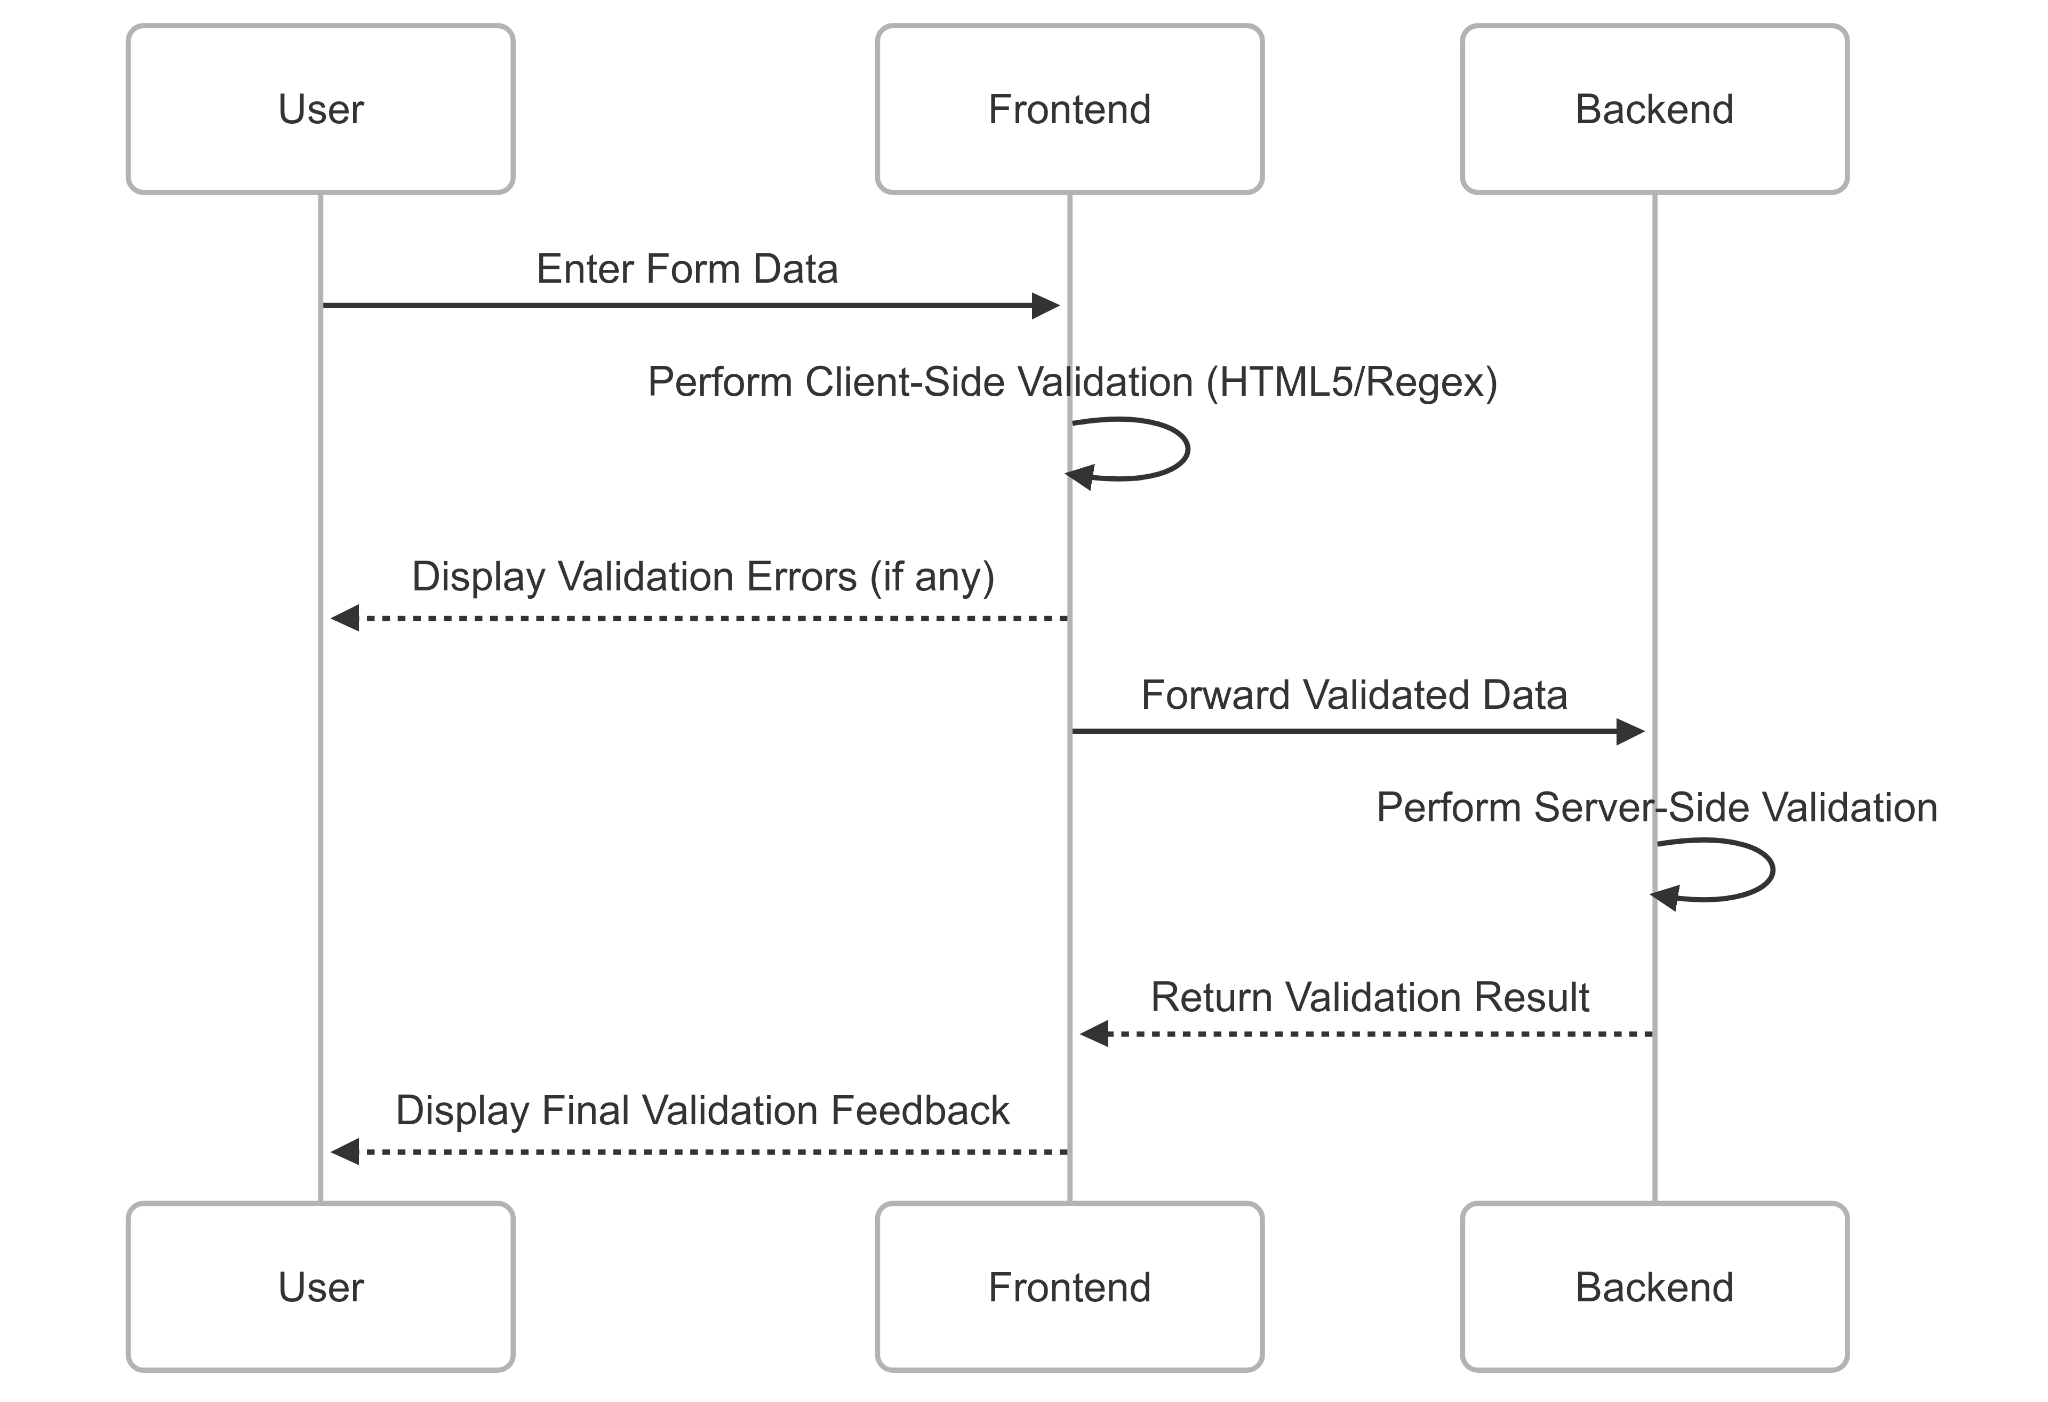 User
Frontend
Backend
Enter Form Data
Perform Client-Side Validation (HTML5/Regex)
Display Validation Errors (if any)
Forward Validated Data
Perform Server-Side Validation
Return Validation Result
Display Final Validation Feedback
User
Frontend
Backend